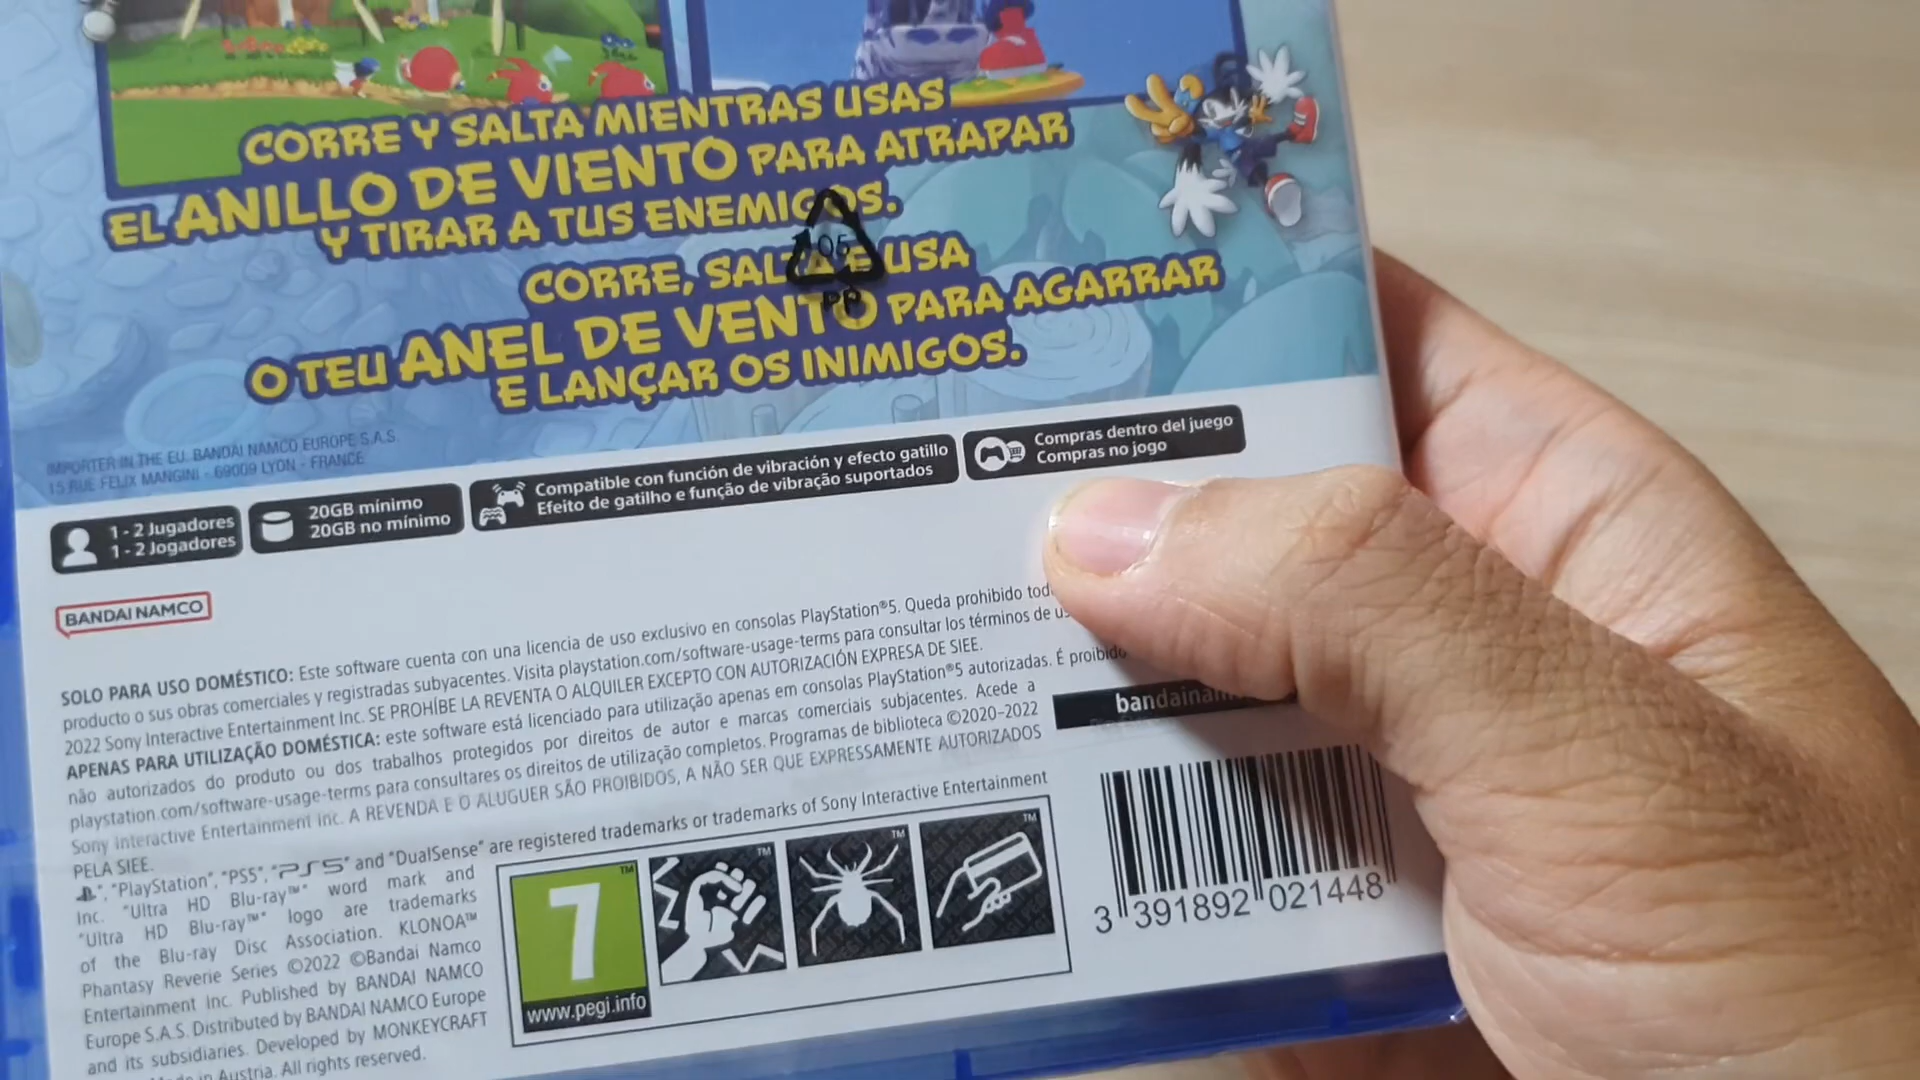 CORRE Y SALTA MIENTRAS USAS
EL ANILLO DE VIENTO PARA ATRAPAR
Y TIRAR A TUS ENEMIGOS.
05
PP
CORRE, SALTA E USA
O TEU ANEL DE VENTO PARA AGARRAR
E LANÇAR OS INIMIGOS.
IMPORTER IN THE EU. BANDAI NAMCO EUROPE S.A.S.
15 RUE FELIX MANGINI - 69009 LYON - FRANCE
1 - 2 Jugadores
1 - 2 Jogadores
20GB mínimo
20GB no mínimo
Compatible con función de vibración y efecto gatillo
Efeito de gatilho e função de vibração suportados
Compras dentro del juego
Compras no jogo
BANDAI NAMCO
SOLO PARA USO DOMÉSTICO: Este software cuenta con una licencia de uso exclusivo en consolas PlayStation®5. Queda prohibido
producto o sus obras comerciales y registradas subyacentes. Visita playstation.com/software-usage-terms para consultar los términos de
2022 Sony Interactive Entertainment Inc. SE PROHÍBE LA REVENTA O ALQUILER EXCEPTO CON AUTORIZACIÓN EXPRESA DE SIEE.
APENAS PARA UTILIZAÇÃO DOMÉSTICA: este software está licenciado para utilização apenas em consolas PlayStation®5 autorizadas. É proibido
não autorizados do produto ou dos trabalhos protegidos por direitos de autor e marcas comerciais subjacentes. Acede a
playstation.com/software-usage-terms para consultares os direitos de utilização completos. Programas de biblioteca ©2020-2022
Sony Interactive Entertainment Inc. A REVENDA E O ALUGUER SÃO PROIBIDOS, A NÃO SER QUE EXPRESSAMENTE AUTORIZADOS
PELA SIEE.
"PlayStation", "PS5", "PS5" and "DualSense" are registered trademarks or trademarks of Sony Interactive Entertainment
Inc. "Ultra HD Blu-ray™" word mark and
"Ultra HD Blu-ray™" logo are trademarks
of the Blu-ray Disc Association. KLONOA™
Phantasy Reverie Series ©2022 ©Bandai Namco
Entertainment Inc. Published by BANDAI NAMCO
Europe S.A.S. Distributed by BANDAI NAMCO Europe
and its subsidiaries. Developed by MONKEYCRAFT
in Austria. All rights reserved.
7
www.pegi.info
3 391892 021448